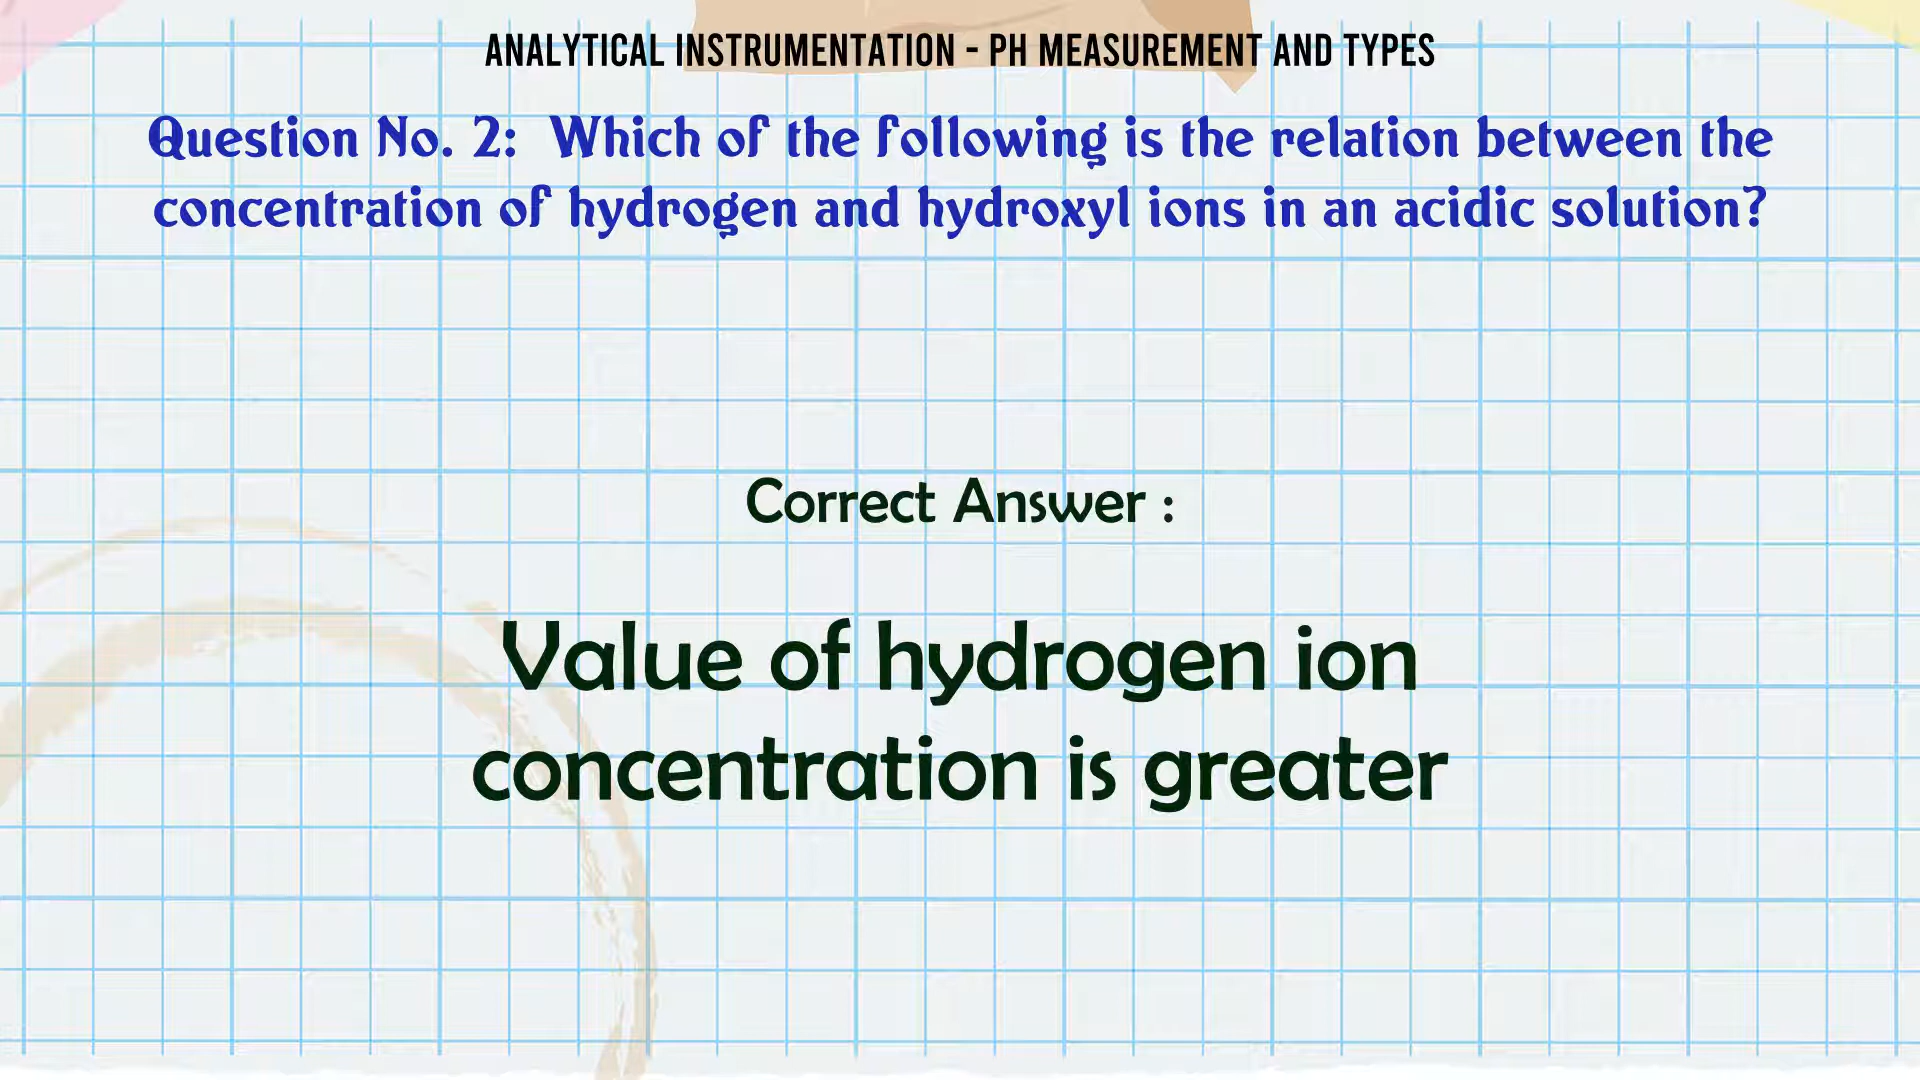 ANALYTICAL INSTRUMENTATION - PH MEASUREMENT AND TYPES
Question No. 2: Which of the following is the relation between the
concentration of hydrogen and hydroxyl ions in an acidic solution?
Correct Answer :
Value of hydrogen ion
concentration is greater